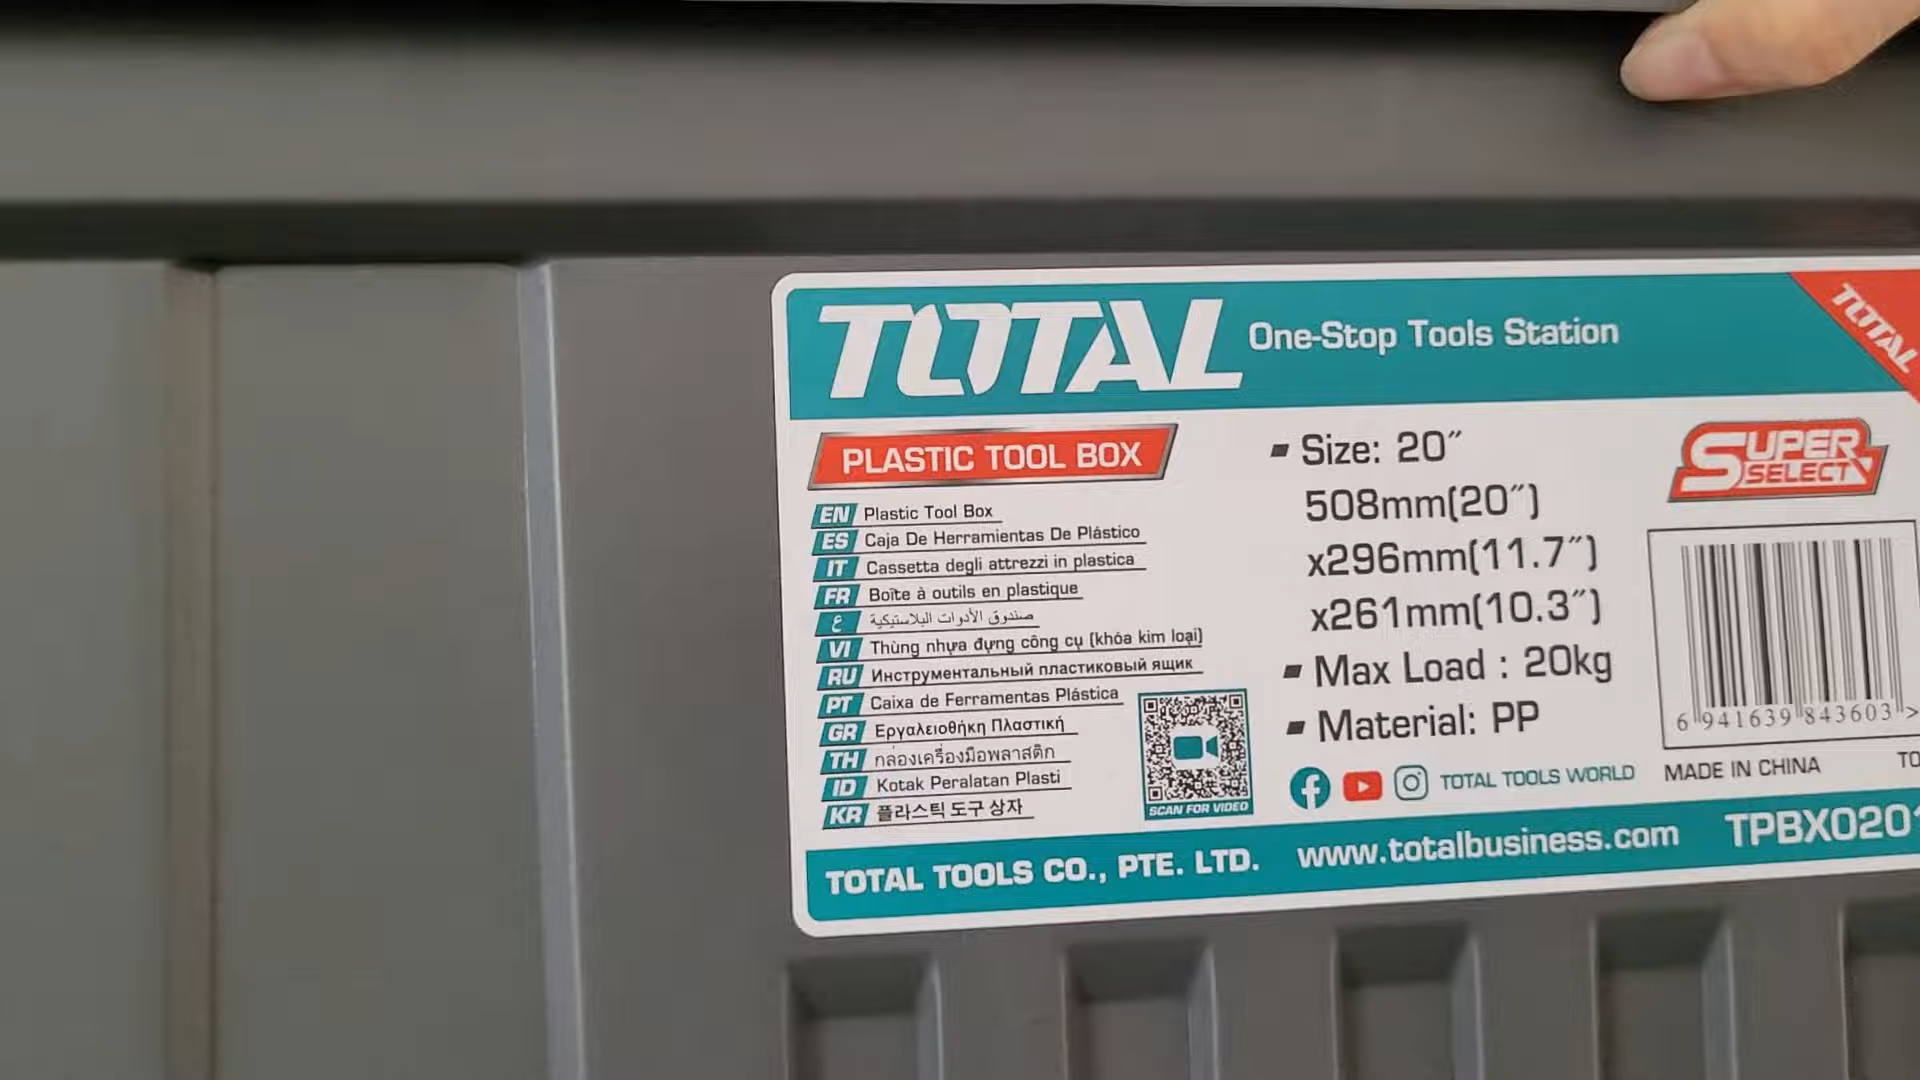 TOTAL One-Stop Tools Station
TOTAL
PLASTIC TOOL BOX
EN Plastic Tool Box
ES Caja De Herramientas De Plástico
IT Cassetta degli attrezzi in plastica
FR Boîte à outils en plastique
ع صندوق الأدوات البلاستيكية
VI Thùng nhựa đựng công cụ (khóa kim loại)
RU Инструментальный пластиковый ящик
PT Caixa de Ferramentas Plástica
GR Εργαλειοθήκη Πλαστική
TH กล่องเครื่องมือพลาสติก
ID Kotak Peralatan Plasti
KR 플라스틱 도구 상자
SCAN FOR VIDEO
Size: 20″
508mm(20″)
x296mm(11.7″)
x261mm(10.3″)
Max Load : 20kg
Material: PP
TOTAL TOOLS WORLD
SUPER SELECT
6 941639 843603 >
MADE IN CHINA
TOTAL TOOLS CO., PTE. LTD. www.totalbusiness.com TPBX0201